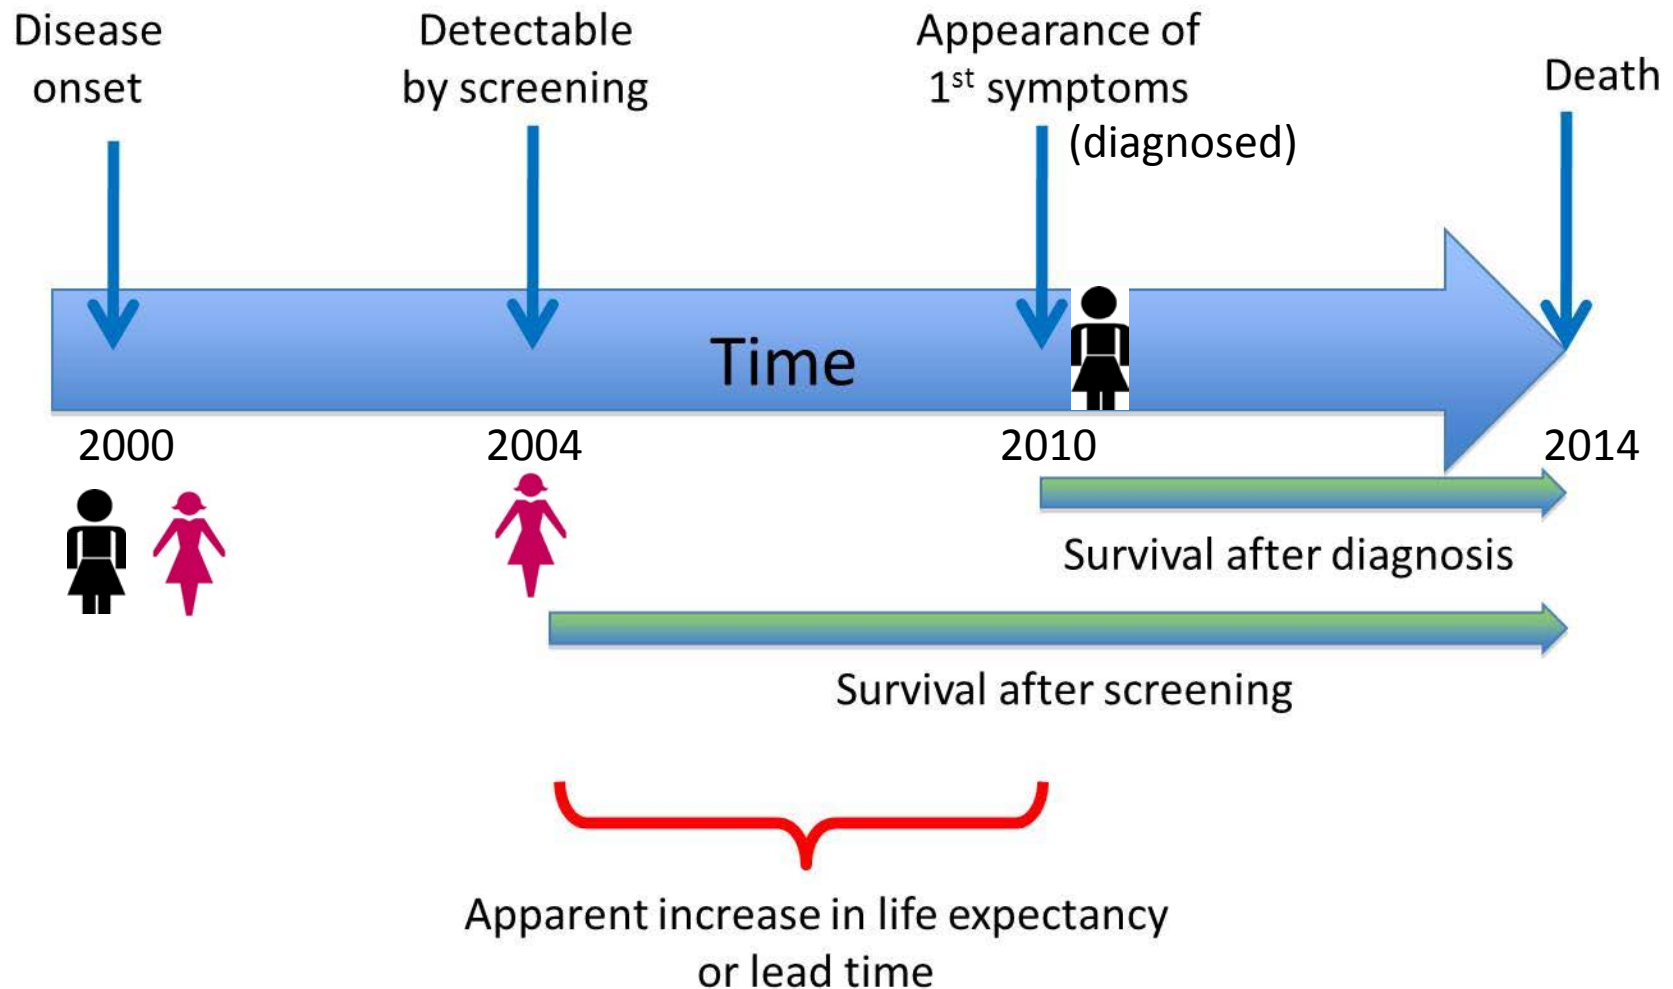 Disease
onset
Detectable
by screening
Appearance of
1st symptoms
(diagnosed)
Death
Time
2000
2004
2010
2014
Survival after diagnosis
Survival after screening
Apparent increase in life expectancy
or lead time